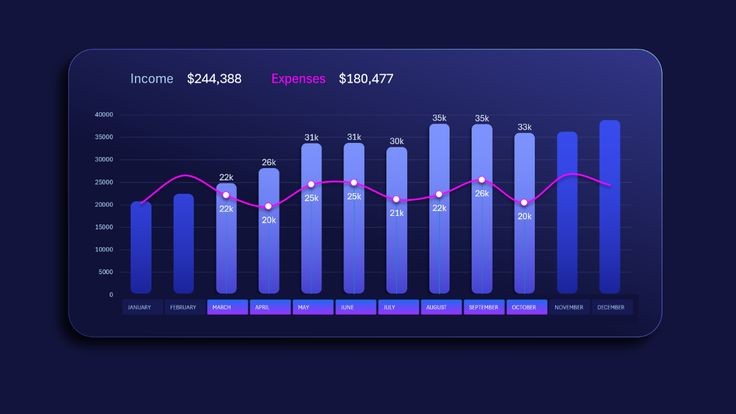 Income $244,388 Expenses $180,477
40000
35000
30000
25000
20000
15000
10000
5000
0
22k 26k 31k 31k 30k 35k 35k 33k
22k 20k 25k 25k 21k 22k 26k 20k
JANUARY FEBRUARY MARCH APRIL MAY JUNE JULY AUGUST SEPTEMBER OCTOBER NOVEMBER DECEMBER